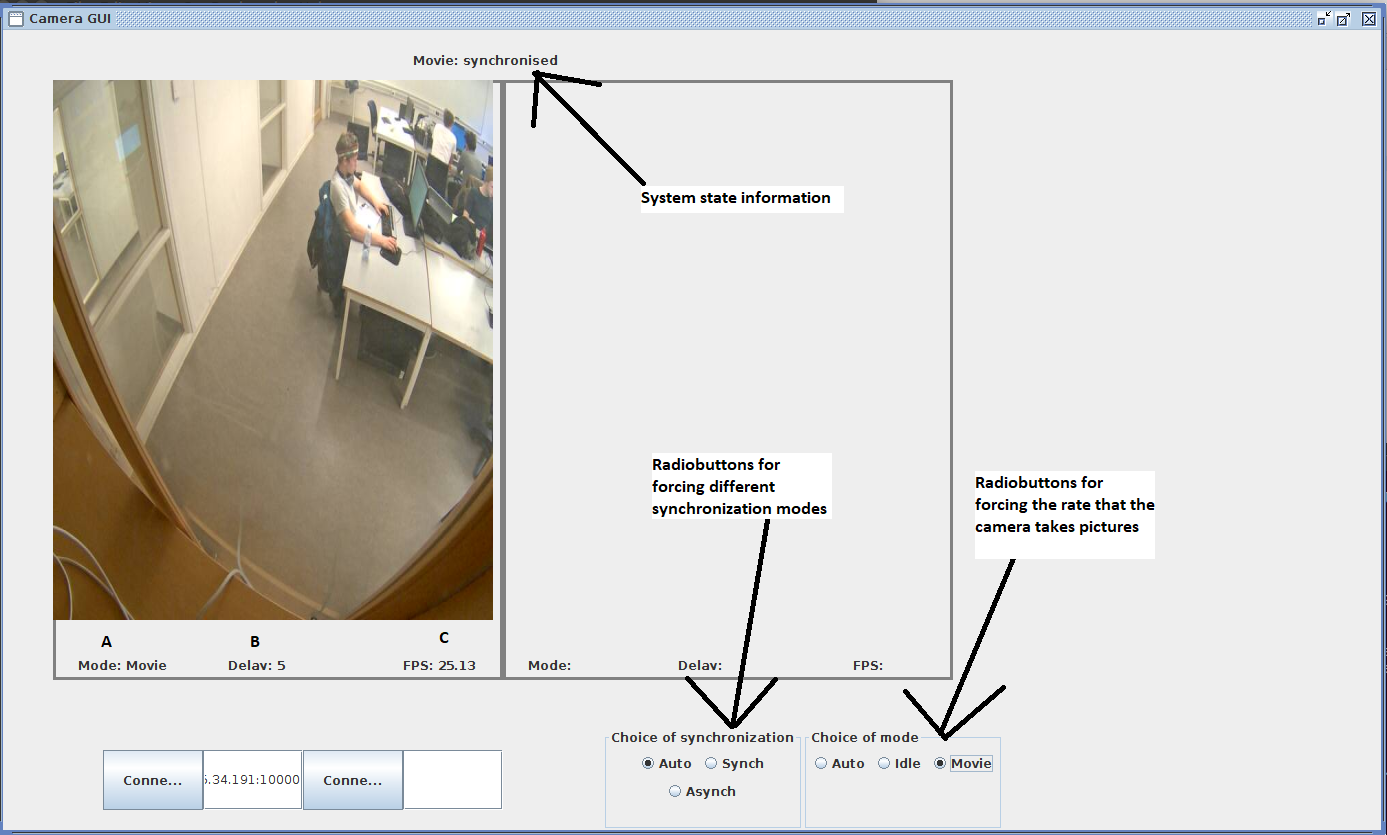 Camera GUI
Movie: synchronised
System state information
Radiobuttons for
forcing different
synchronization modes
Radiobuttons for
forcing the rate that the
camera takes pictures
A
B
C
Mode: Movie
Delav: 5
FPS: 25.13
Mode:
Delav:
FPS:
Choice of synchronization
Auto
Synch
Asynch
Choice of mode
Auto
Idle
Movie
Conne...
.34.191:10000
Conne...